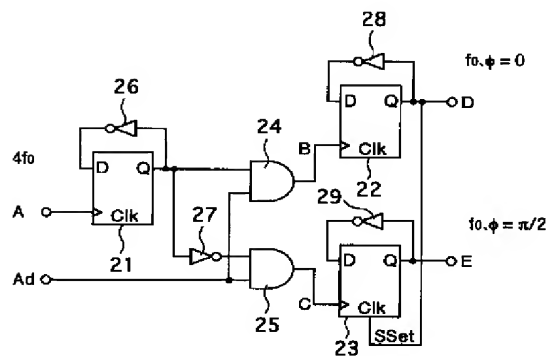 28
fo, φ = 0
26
D Q
D
24
4fo
D Q
B
Clk
22
A
Clk
21
27
29
fo, φ = π/2
D Q
E
Ad
25
C
Clk
23
SSet